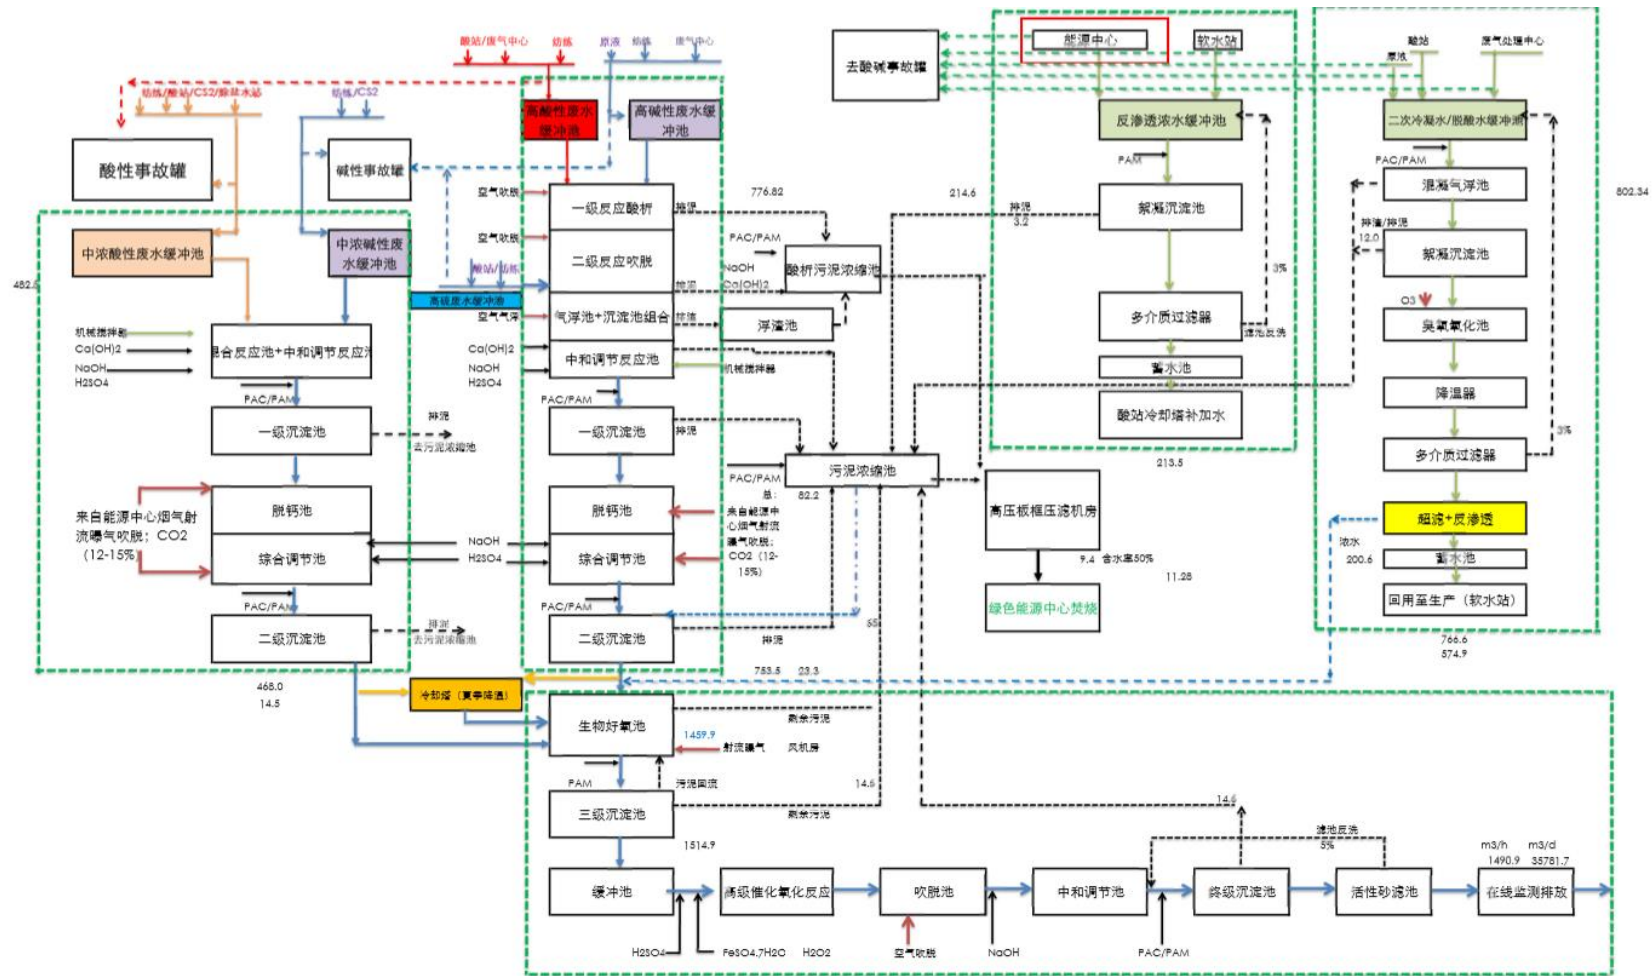 酸站/废气中心
纺练
原液
纺练
废气中心
能源中心
软水站
酸站
废气处理中心
原液
去酸碱事故罐
纺练/酸站/CS2/除盐水站
纺练/CS2
高酸性废水
缓冲池
高碱性废水缓
冲池
反渗透浓水缓冲池
二次冷凝水/脱酸水缓冲池
酸性事故罐
碱性事故罐
PAM
PAC/PAM
空气吹脱
一级反应酸析
排泥
776.82
214.6
排泥
3.2
絮凝沉淀池
混凝气浮池
802.34
排渣/排泥
12.0
絮凝沉淀池
中浓酸性废水缓冲池
中浓碱性废
水缓冲池
空气吹脱
二级反应吹脱
PAC/PAM
NaOH
Ca(OH)2
酸析污泥浓缩池
3%
482.
酸站/纺练
高硫废水缓冲池
排泥
O3
空气气浮
气浮池+沉淀池组合
排渣
浮渣池
多介质过滤器
滤池反洗
臭氧氧化池
机械搅拌器
Ca(OH)2
NaOH
H2SO4
混合反应池+中和调节反应池
Ca(OH)2
NaOH
H2SO4
中和调节反应池
机械搅拌器
蓄水池
降温器
PAC/PAM
PAC/PAM
酸站冷却塔补加水
一级沉淀池
排泥
去污泥浓缩池
一级沉淀池
排泥
3%
213.5
多介质过滤器
污泥浓缩池
PAC/PAM
总：
82.2
脱钙池
脱钙池
来自能源中心烟气射
流曝气吹脱；CO2
（12-15%）
来自能源中
心烟气射流
曝气吹脱；
CO2（12-
15%）
高压板框压滤机房
超滤+反渗透
NaOH
H2SO4
浓水
200.6
综合调节池
综合调节池
9.4
含水率50%
11.28
蓄水池
PAC/PAM
PAC/PAM
绿色能源中心焚烧
回用至生产（软水站）
二级沉淀池
排泥
去污泥浓缩池
二级沉淀池
排泥
55
766.6
574.9
753.5
23.3
468.0
14.5
冷却塔（夏季降温）
生物好氧池
剩余污泥
1459.9
射流曝气
风机房
PAM
污泥回流
14.6
14.6
三级沉淀池
剩余污泥
1514.9
滤池反洗
5%
m3/h
m3/d
1490.9
35781.7
缓冲池
高级催化氧化反应
吹脱池
中和调节池
终级沉淀池
活性砂滤池
在线监测排放
H2SO4
FeSO4.7H2O
H2O2
空气吹脱
NaOH
PAC/PAM